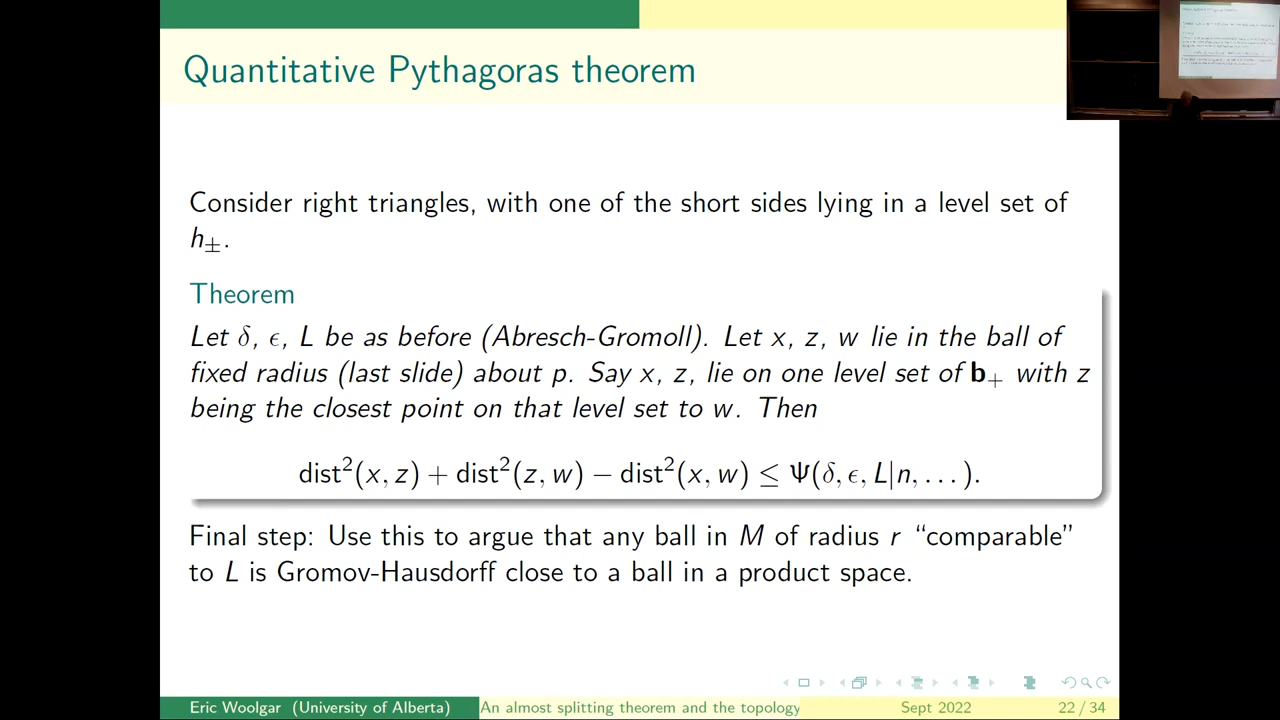 Quantitative Pythagoras theorem
Consider right triangles, with one of the short sides lying in a level set of
h±.
Theorem
Let δ, ϵ, L be as before (Abresch-Gromoll). Let x, z, w lie in the ball of
fixed radius (last slide) about p. Say x, z, lie on one level set of b₊ with z
being the closest point on that level set to w. Then
dist²(x, z) + dist²(z, w) − dist²(x, w) ≤ Ψ(δ, ϵ, L|n, . . . ).
Final step: Use this to argue that any ball in M of radius r “comparable”
to L is Gromov-Hausdorff close to a ball in a product space.
Eric Woolgar (University of Alberta) An almost splitting theorem and the topology Sept 2022 22 / 34